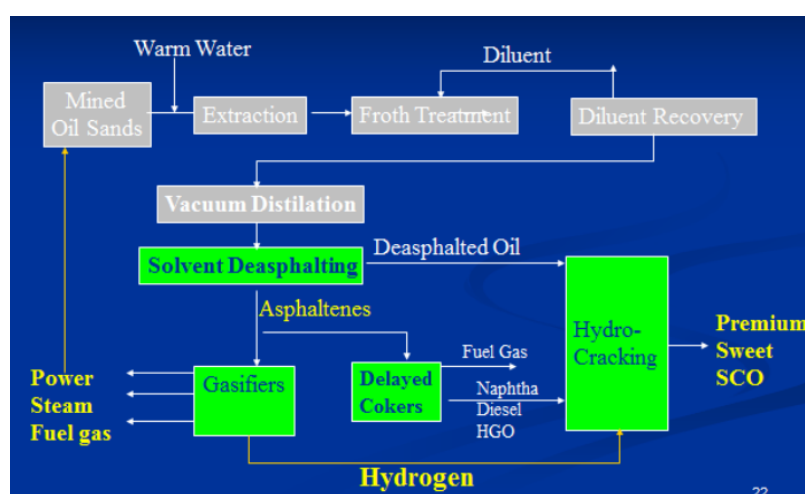 Warm Water
Diluent
Mined
Oil Sands
Extraction
Froth Treatment
Diluent Recovery
Vacuum Distilation
Solvent Deasphalting
Deasphalted Oil
Asphaltenes
Hydro-
Cracking
Premium
Sweet
SCO
Power
Steam
Fuel gas
Gasifiers
Delayed
Cokers
Fuel Gas
Naphtha
Diesel
HGO
Hydrogen
22